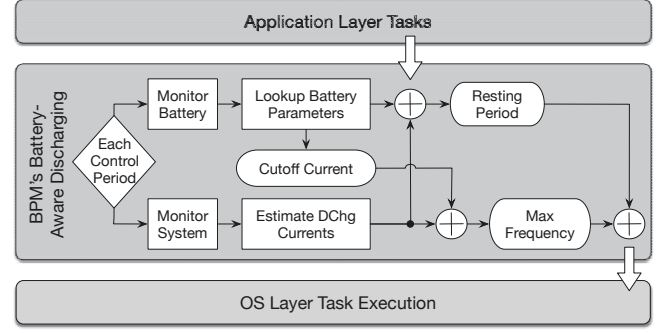 Application Layer Tasks
BPM's Battery-
Aware Discharging
Each
Control
Period
Monitor
Battery
Lookup Battery
Parameters
Resting
Period
Cutoff Current
Monitor
System
Estimate DChg
Currents
Max
Frequency
OS Layer Task Execution